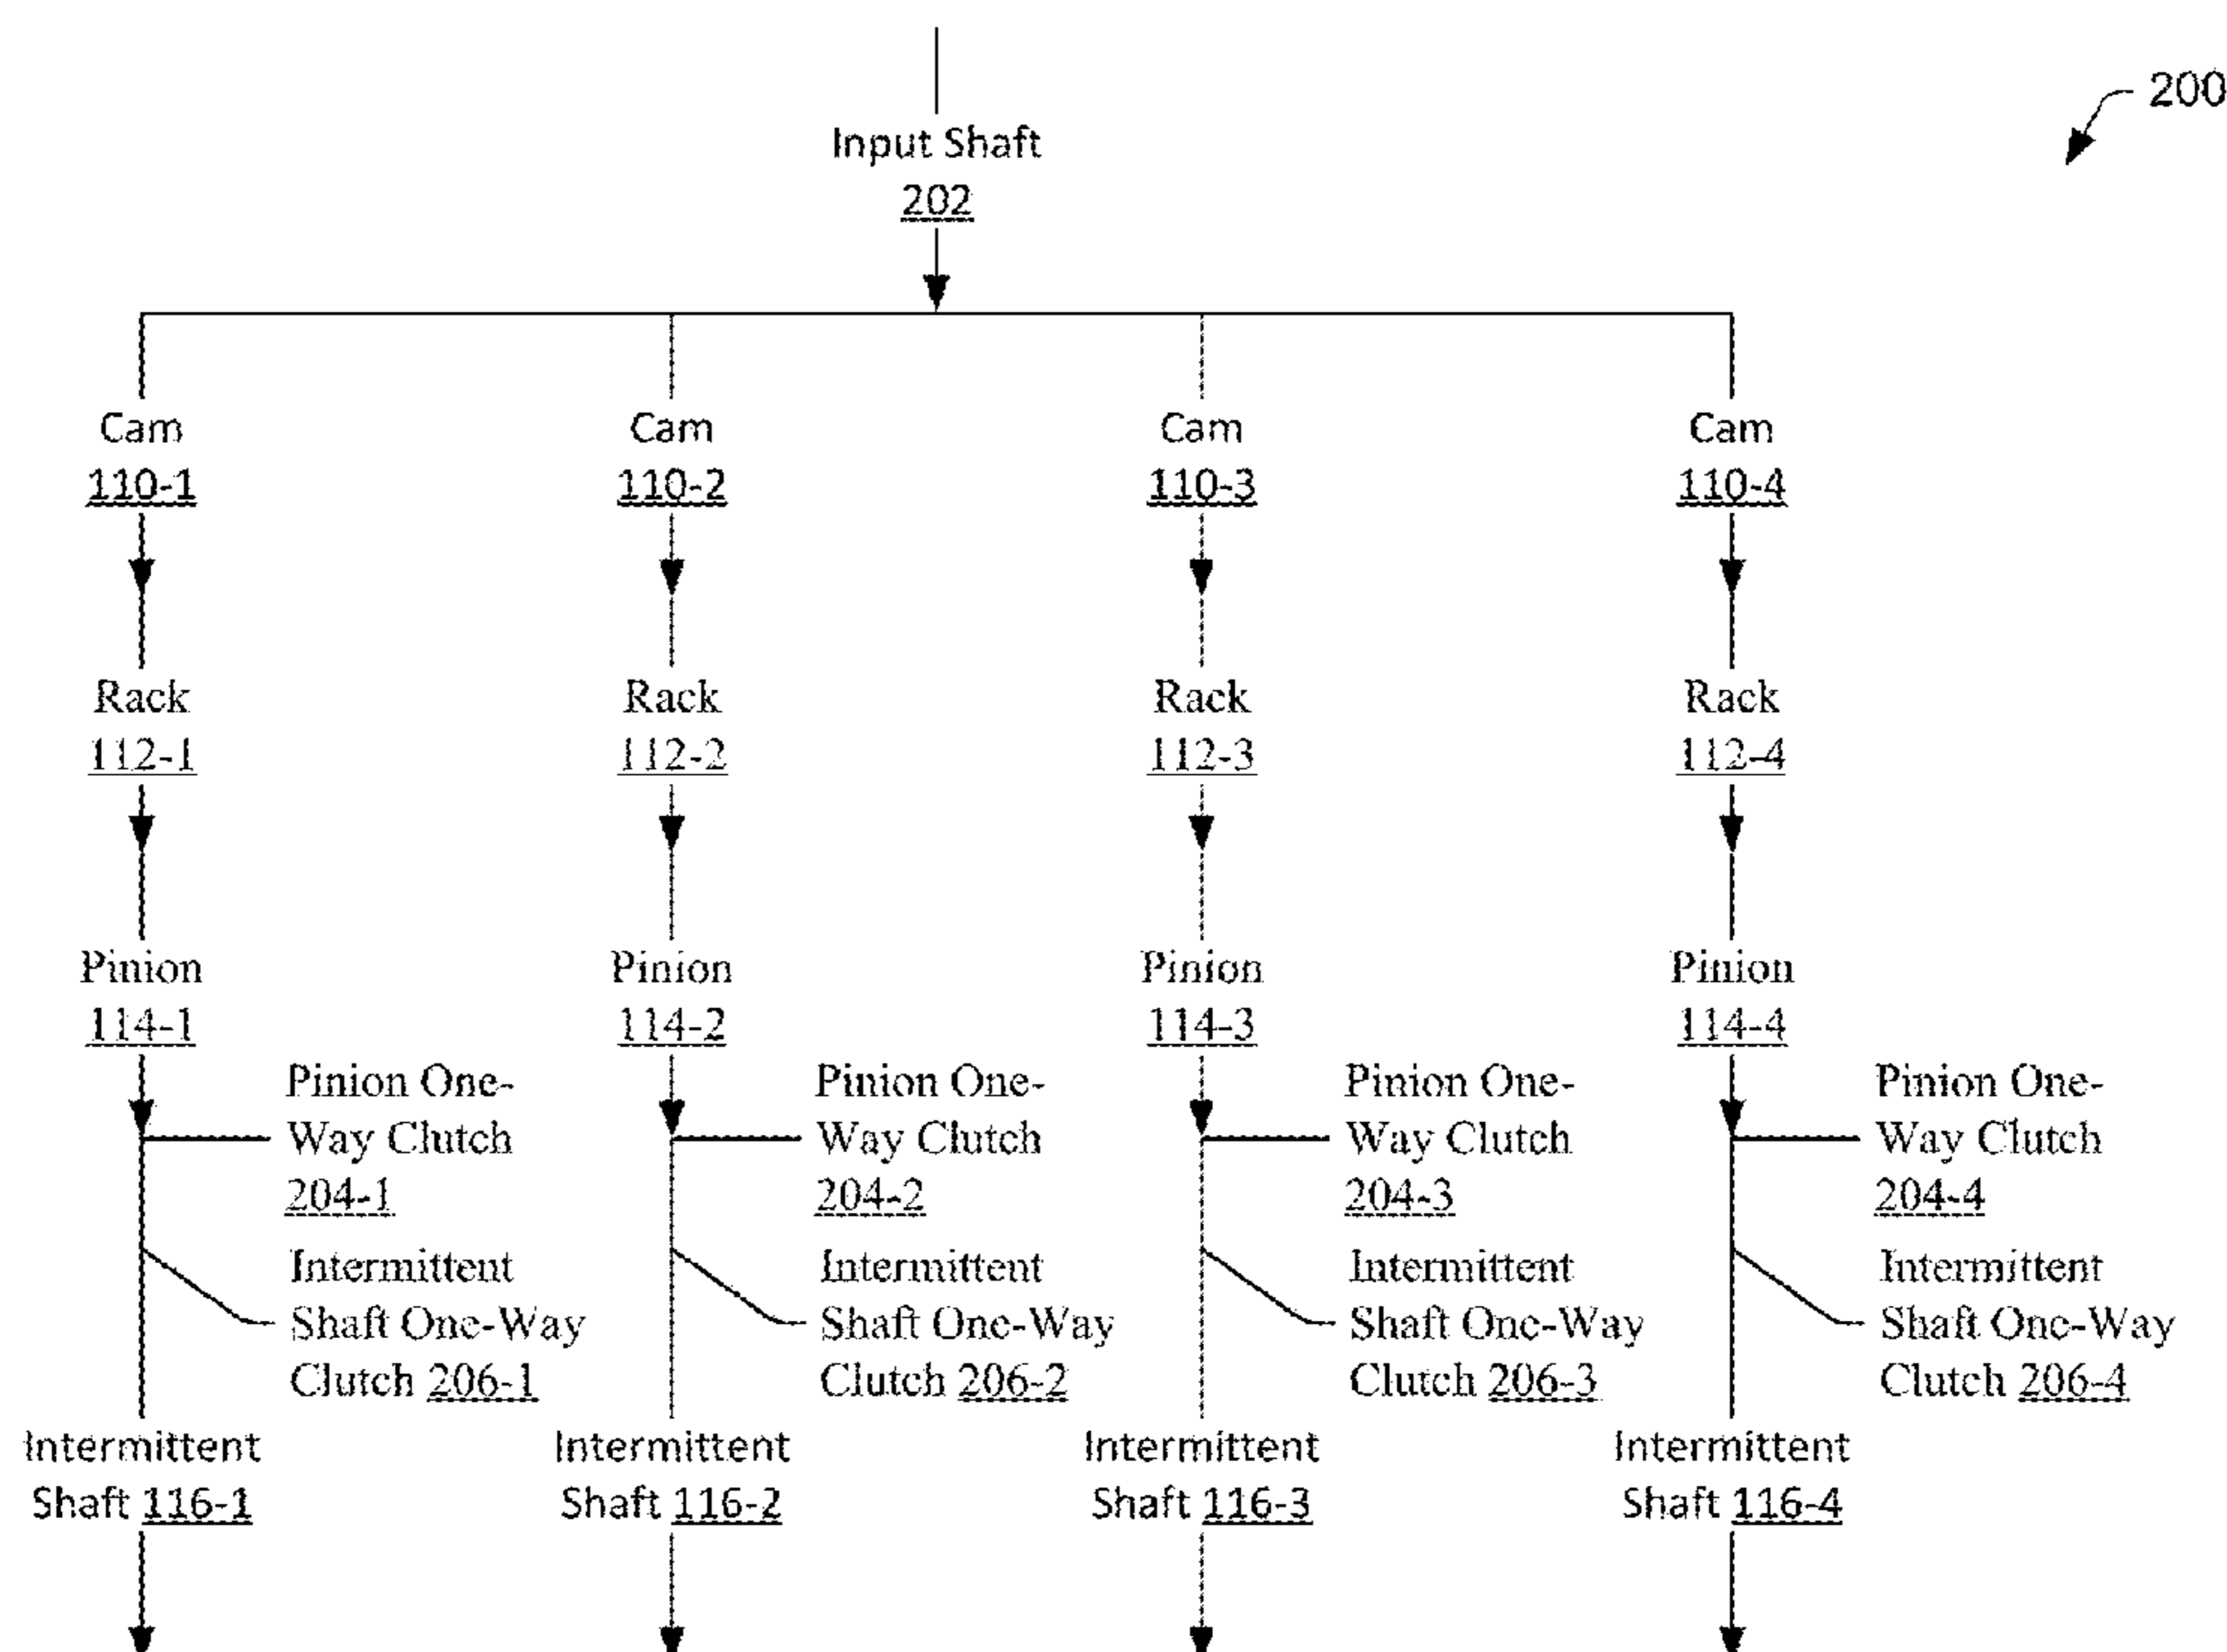 200
Input Shaft
202
Cam Cam Cam Cam
110-1 110-2 110-3 110-4
Rack Rack Rack Rack
112-1 112-2 112-3 112-4
Pinion Pinion Pinion Pinion
114-1 114-2 114-3 114-4
Pinion One- Pinion One- Pinion One- Pinion One-
Way Clutch Way Clutch Way Clutch Way Clutch
204-1 204-2 204-3 204-4
Intermittent Intermittent Intermittent Intermittent
Shaft One-Way Shaft One-Way Shaft One-Way Shaft One-Way
Clutch 206-1 Clutch 206-2 Clutch 206-3 Clutch 206-4
Intermittent Intermittent Intermittent Intermittent
Shaft 116-1 Shaft 116-2 Shaft 116-3 Shaft 116-4